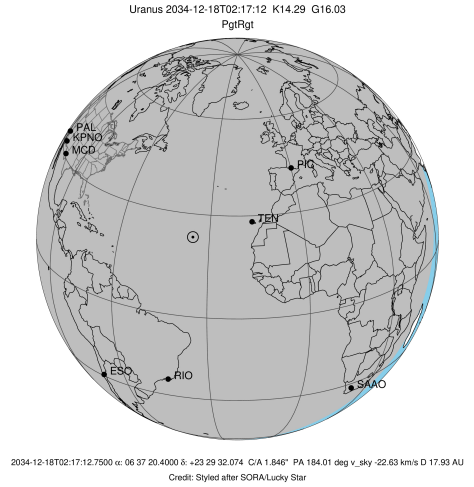 Uranus 2034-12-18T02:17:12 K14.29 G16.03
PgtRgt
PAL
KPNO
MCD
PIC
TEN
ESO
RIO
SAAO
2034-12-18T02:17:12.7500 α: 06 37 20.4000 δ: +23 29 32.074 C/A 1.846" PA 184.01 deg v_sky -22.63 km/s D 17.93 AU
Credit: Styled after SORA/Lucky Star